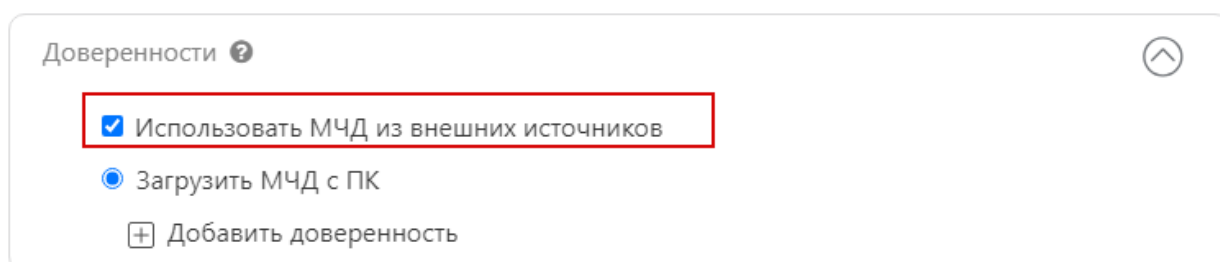 Доверенности ?
Использовать МЧД из внешних источников
Загрузить МЧД с ПК
Добавить доверенность